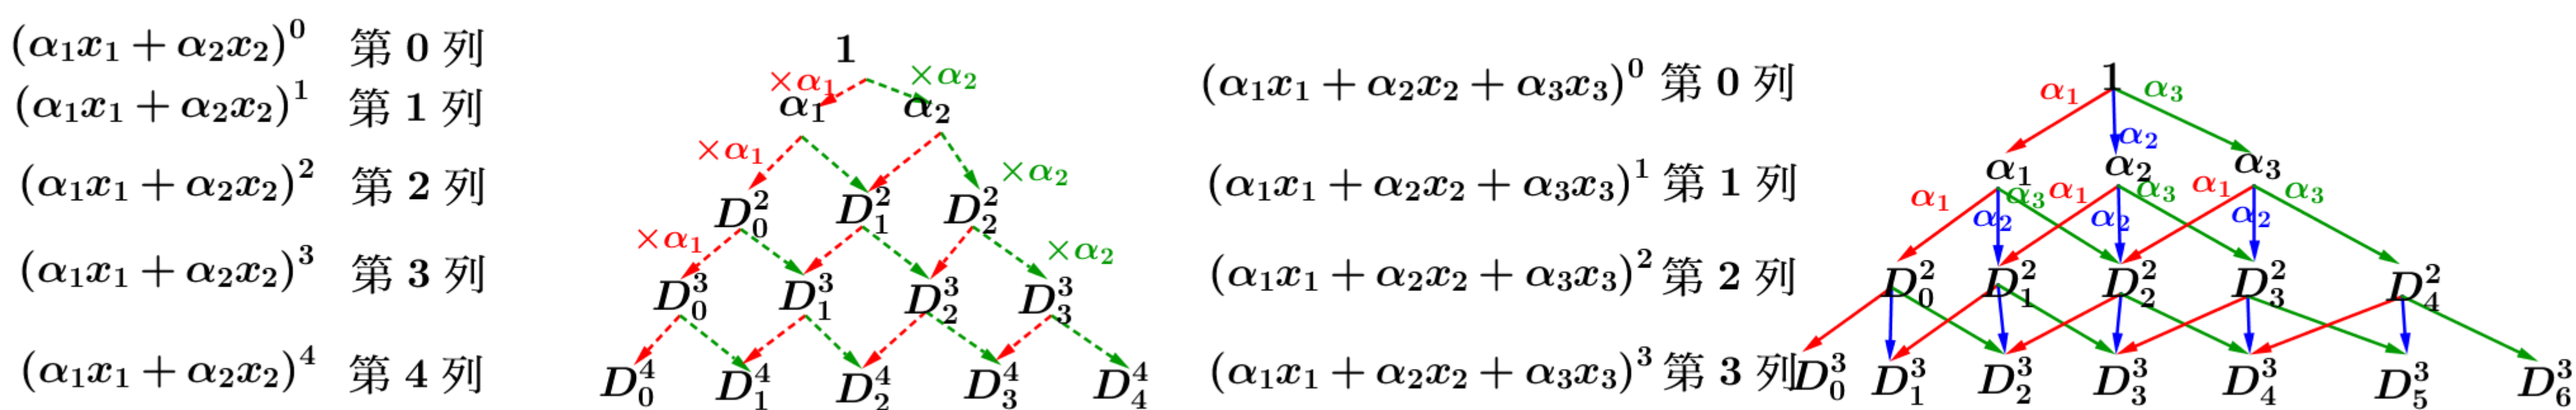 (α₁x₁ + α₂x₂)⁰ 第 0 列
(α₁x₁ + α₂x₂)¹ 第 1 列
(α₁x₁ + α₂x₂)² 第 2 列
(α₁x₁ + α₂x₂)³ 第 3 列
(α₁x₁ + α₂x₂)⁴ 第 4 列
1
×α₁ ×α₂
α₁ α₂
×α₁ ×α₂
D₀² D₁² D₂²
×α₁ ×α₂
D₀³ D₁³ D₂³ D₃³
D₀⁴ D₁⁴ D₂⁴ D₃⁴ D₄⁴
(α₁x₁ + α₂x₂ + α₃x₃)⁰ 第 0 列
(α₁x₁ + α₂x₂ + α₃x₃)¹ 第 1 列
(α₁x₁ + α₂x₂ + α₃x₃)² 第 2 列
(α₁x₁ + α₂x₂ + α₃x₃)³ 第 3 列
1
α₁ α₂ α₃
α₁ α₂ α₃
α₁ α₂ α₃ α₁ α₂ α₃ α₁ α₂ α₃
D₀² D₁² D₂² D₃² D₄²
D₀³ D₁³ D₂³ D₃³ D₄³ D₅³ D₆³